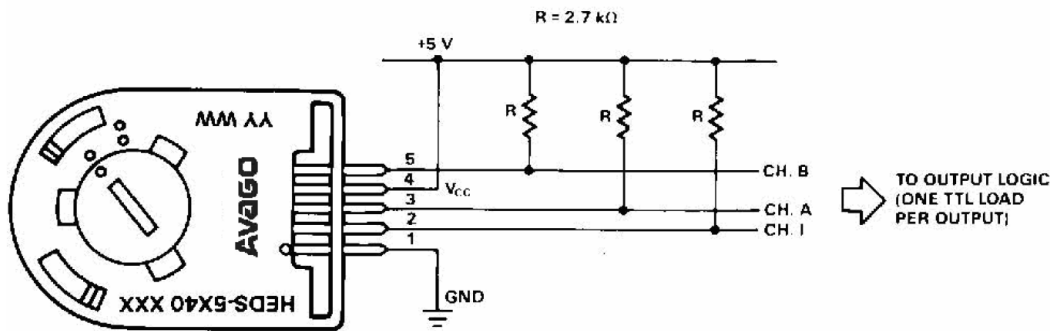 R = 2.7 kΩ
+5 V
R
R
R
YY WW
AVAGO
HEDS-5X40 XXX
5
4
VCC
3
2
1
GND
CH. B
CH. A
CH. I
TO OUTPUT LOGIC
(ONE TTL LOAD
PER OUTPUT)